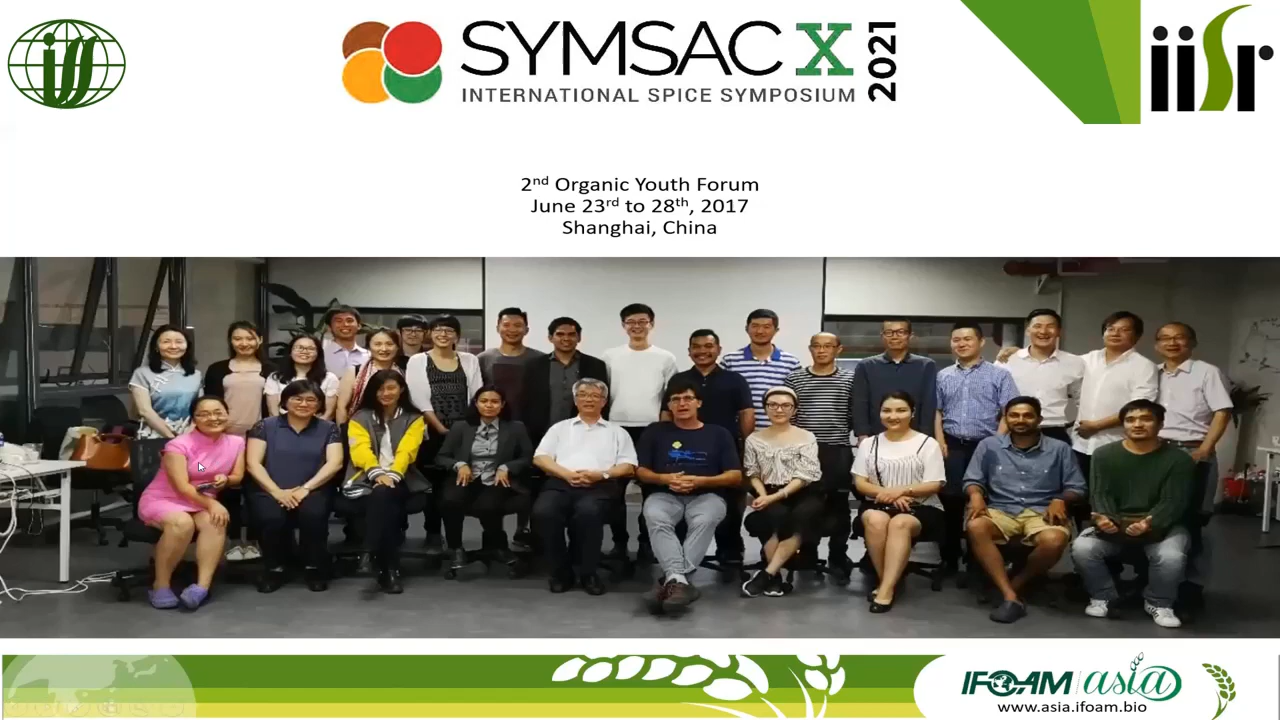 iss
SYMSAC X 2021
INTERNATIONAL SPICE SYMPOSIUM
iisr
2nd Organic Youth Forum
June 23rd to 28th, 2017
Shanghai, China
IFOAM asia
www.asia.ifoam.bio